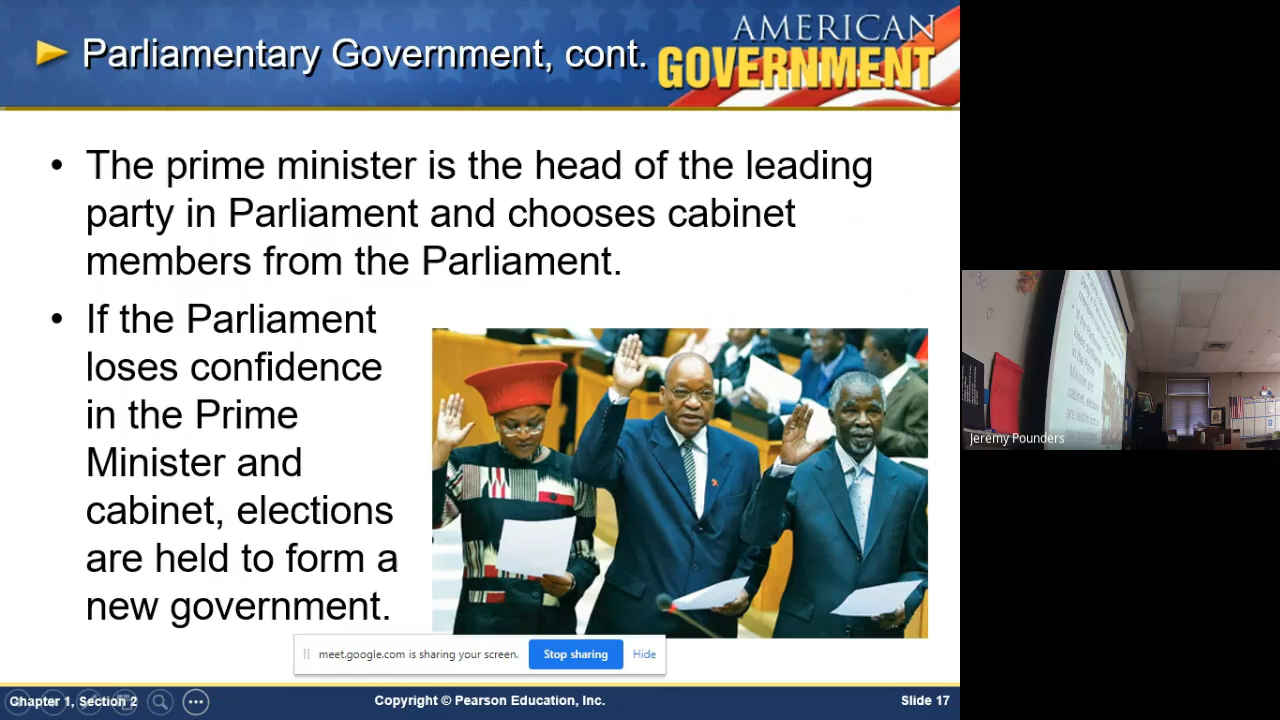 Parliamentary Government, cont.
AMERICAN
GOVERNMENT
• The prime minister is the head of the leading
party in Parliament and chooses cabinet
members from the Parliament.
• If the Parliament
loses confidence
in the Prime
Minister and
cabinet, elections
are held to form a
new government.
meet.google.com is sharing your screen.
Stop sharing
Hide
Chapter 1, Section 2
Copyright © Pearson Education, Inc.
Slide 17
Jeremy Pounders